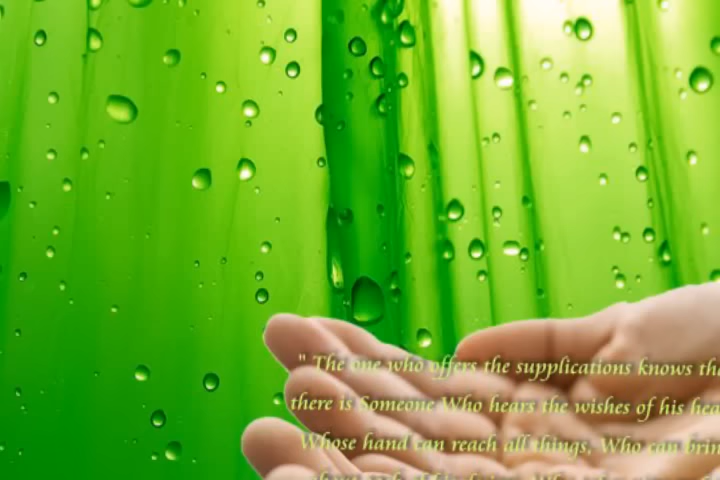 " The one who offers the supplications knows tha
there is Someone Who hears the wishes of his hea
Whose hand can reach all things, Who can brin